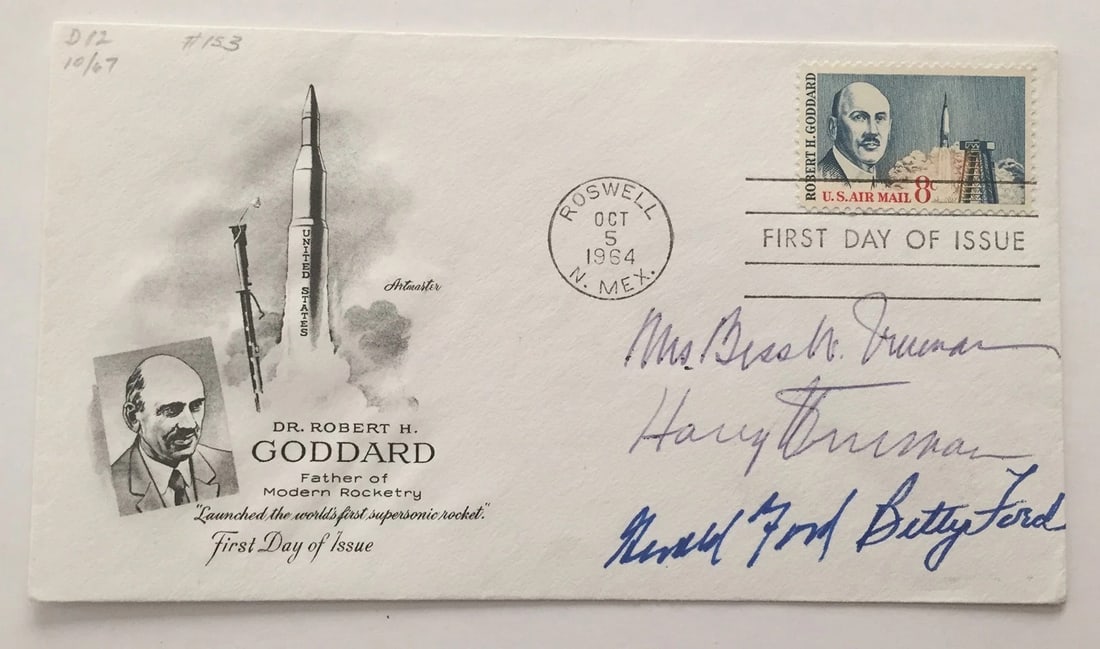 D12 #153
10/67
ROBERT H. GODDARD
U.S. AIR MAIL 8c
ROSWELL
OCT
5
1964
N. MEX.
FIRST DAY OF ISSUE
UNITED STATES
Artmaster
Mrs. Bess W. Truman
Harry Truman
Gerald Ford Betty Ford
DR. ROBERT H.
GODDARD
Father of
Modern Rocketry
"Launched the world's first supersonic rocket."
First Day of Issue